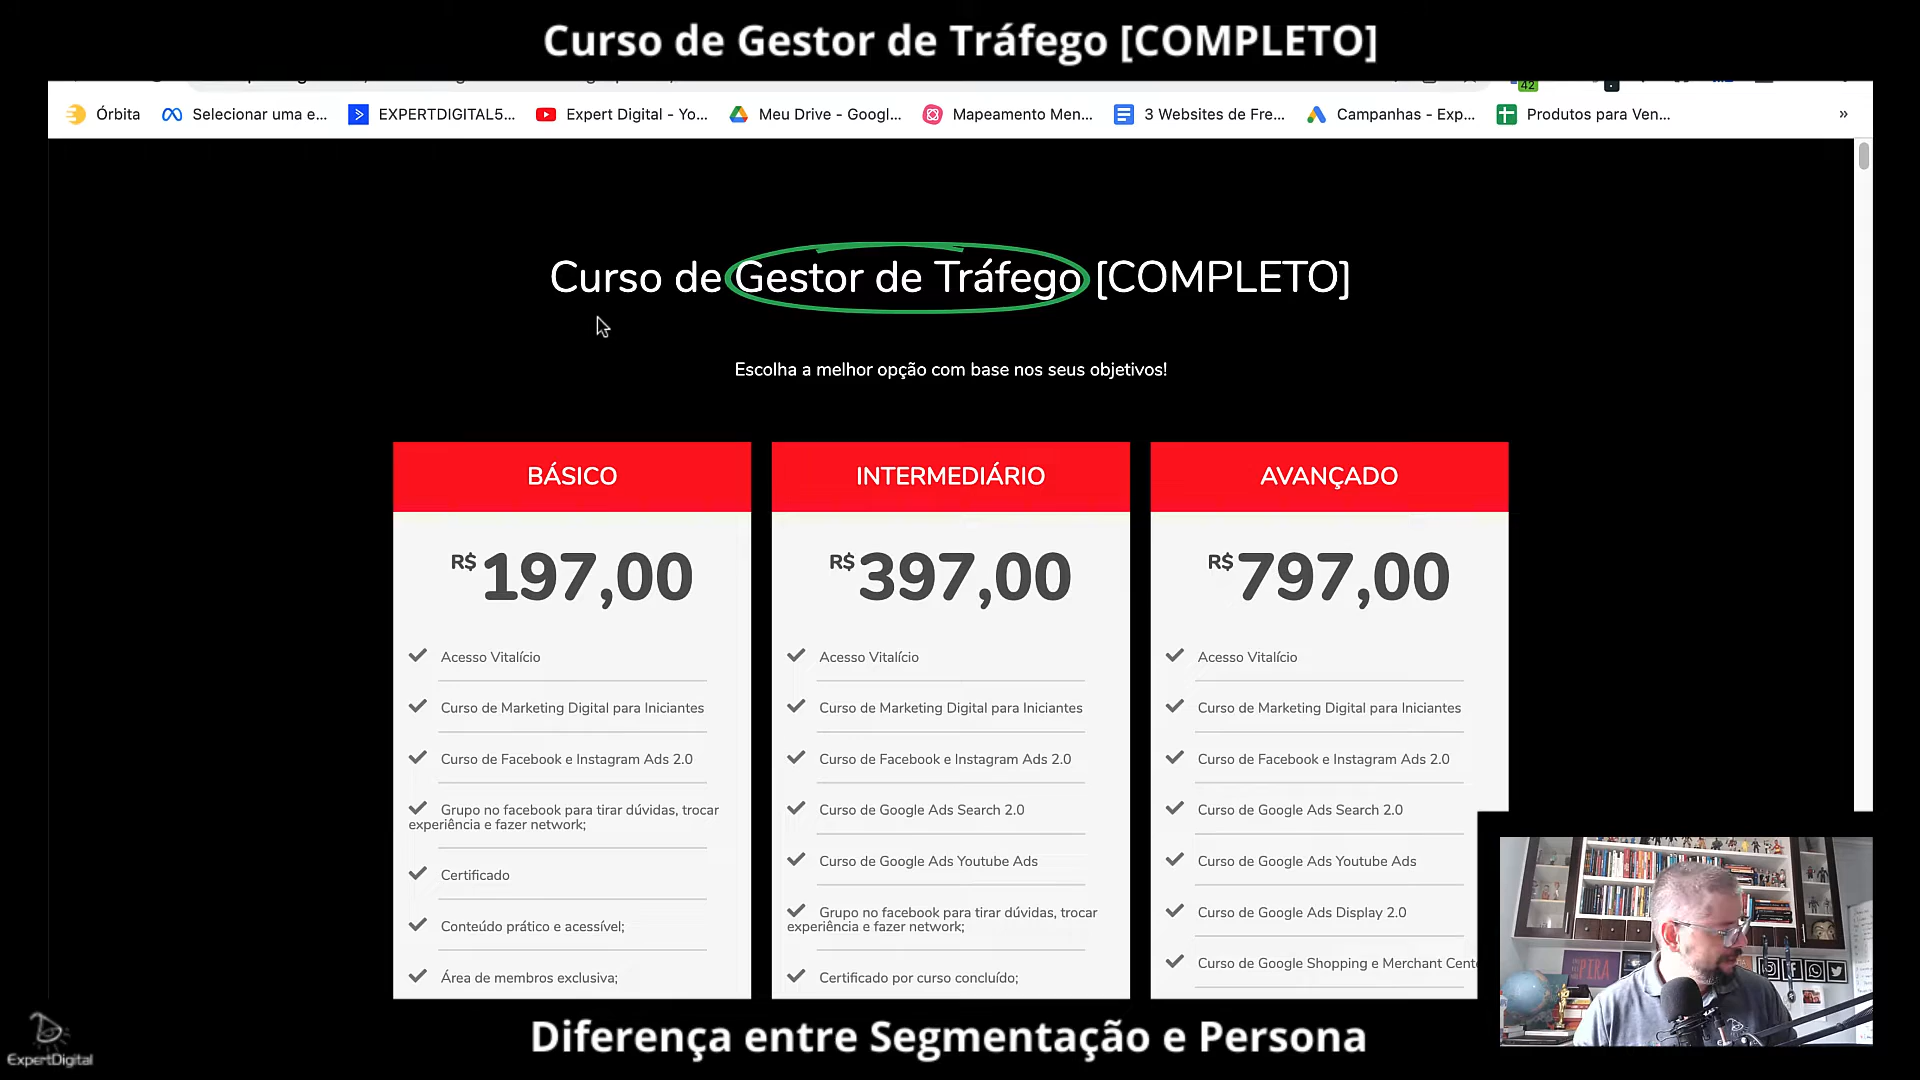 Curso de Gestor de Tráfego [COMPLETO]
42
Órbita
Selecionar uma e...
EXPERTDIGITAL5...
Expert Digital - Yo...
Meu Drive - Googl...
Mapeamento Men...
3 Websites de Fre...
Campanhas - Exp...
Produtos para Ven...
»
Curso de Gestor de Tráfego [COMPLETO]
Escolha a melhor opção com base nos seus objetivos!
BÁSICO
R$ 197,00
Acesso Vitalício
Curso de Marketing Digital para Iniciantes
Curso de Facebook e Instagram Ads 2.0
Grupo no facebook para tirar dúvidas, trocar
experiência e fazer network;
Certificado
Conteúdo prático e acessível;
Área de membros exclusiva;
INTERMEDIÁRIO
R$ 397,00
Acesso Vitalício
Curso de Marketing Digital para Iniciantes
Curso de Facebook e Instagram Ads 2.0
Curso de Google Ads Search 2.0
Curso de Google Ads Youtube Ads
Grupo no facebook para tirar dúvidas, trocar
experiência e fazer network;
Certificado por curso concluído;
AVANÇADO
R$ 797,00
Acesso Vitalício
Curso de Marketing Digital para Iniciantes
Curso de Facebook e Instagram Ads 2.0
Curso de Google Ads Search 2.0
Curso de Google Ads Youtube Ads
Curso de Google Ads Display 2.0
Curso de Google Shopping e Merchant Cente
PIRA
ExpertDigital
Diferença entre Segmentação e Persona